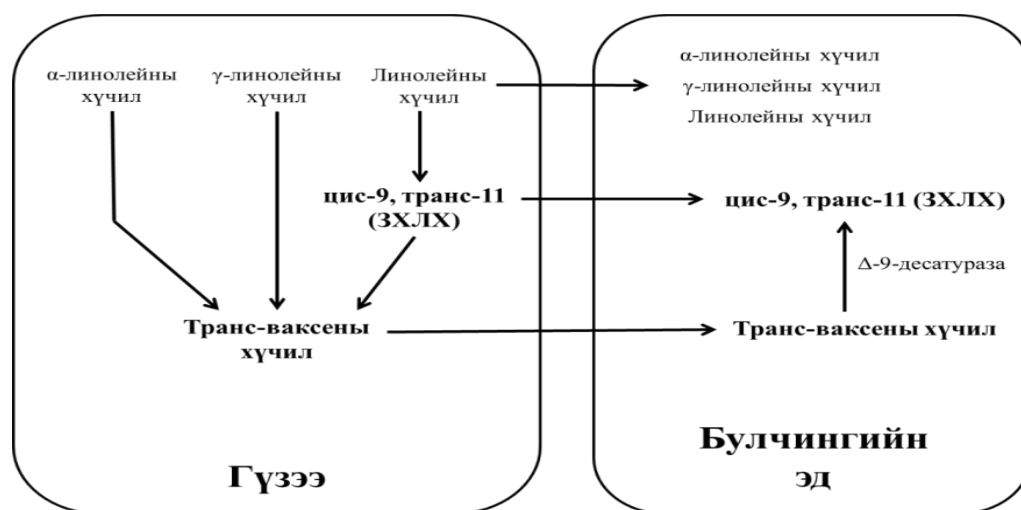 α-линолейны
хүчил
γ-линолейны
хүчил
Линолейны
хүчил
цис-9, транс-11
(ЗХЛХ)
Транс-ваксены
хүчил
Гүзээ
α-линолейны хүчил
γ-линолейны хүчил
Линолейны хүчил
цис-9, транс-11 (ЗХЛХ)
Δ-9-десатураза
Транс-ваксены хүчил
Булчингийн
эд